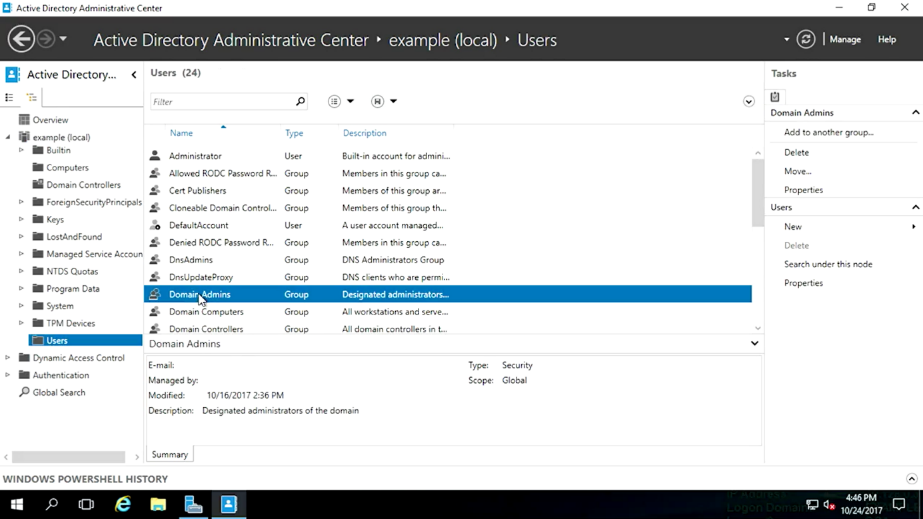 Active Directory Administrative Center
Active Directory Administrative Center ▸ example (local) ▸ Users
Manage
Help
Active Directory...
Overview
example (local)
Builtin
Computers
Domain Controllers
ForeignSecurityPrincipals
Keys
LostAndFound
Managed Service Accoun
NTDS Quotas
Program Data
System
TPM Devices
Users
Dynamic Access Control
Authentication
Global Search
Users (24)
Filter
Name Type Description
Administrator User Built-in account for admini...
Allowed RODC Password R... Group Members in this group ca...
Cert Publishers Group Members of this group ar...
Cloneable Domain Control... Group Members of this group th...
DefaultAccount User A user account managed...
Denied RODC Password R... Group Members in this group ca...
DnsAdmins Group DNS Administrators Group
DnsUpdateProxy Group DNS clients who are permi...
Domain Admins Group Designated administrators...
Domain Computers Group All workstations and serve...
Domain Controllers Group All domain controllers in t...
Domain Admins
E-mail:
Managed by:
Modified: 10/16/2017 2:36 PM
Description: Designated administrators of the domain
Type: Security
Scope: Global
Summary
Tasks
Domain Admins
Add to another group...
Delete
Move...
Properties
Users
New
Delete
Search under this node
Properties
WINDOWS POWERSHELL HISTORY
IP Address
Logon Domain
4:46 PM
10/24/2017